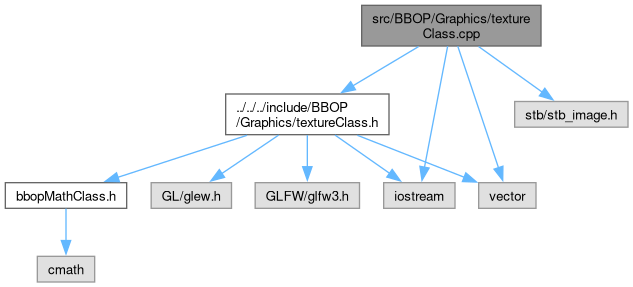 src/BBOP/Graphics/texture
Class.cpp
../../../include/BBOP
/Graphics/textureClass.h
stb/stb_image.h
bbopMathClass.h
GL/glew.h
GLFW/glfw3.h
iostream
vector
cmath